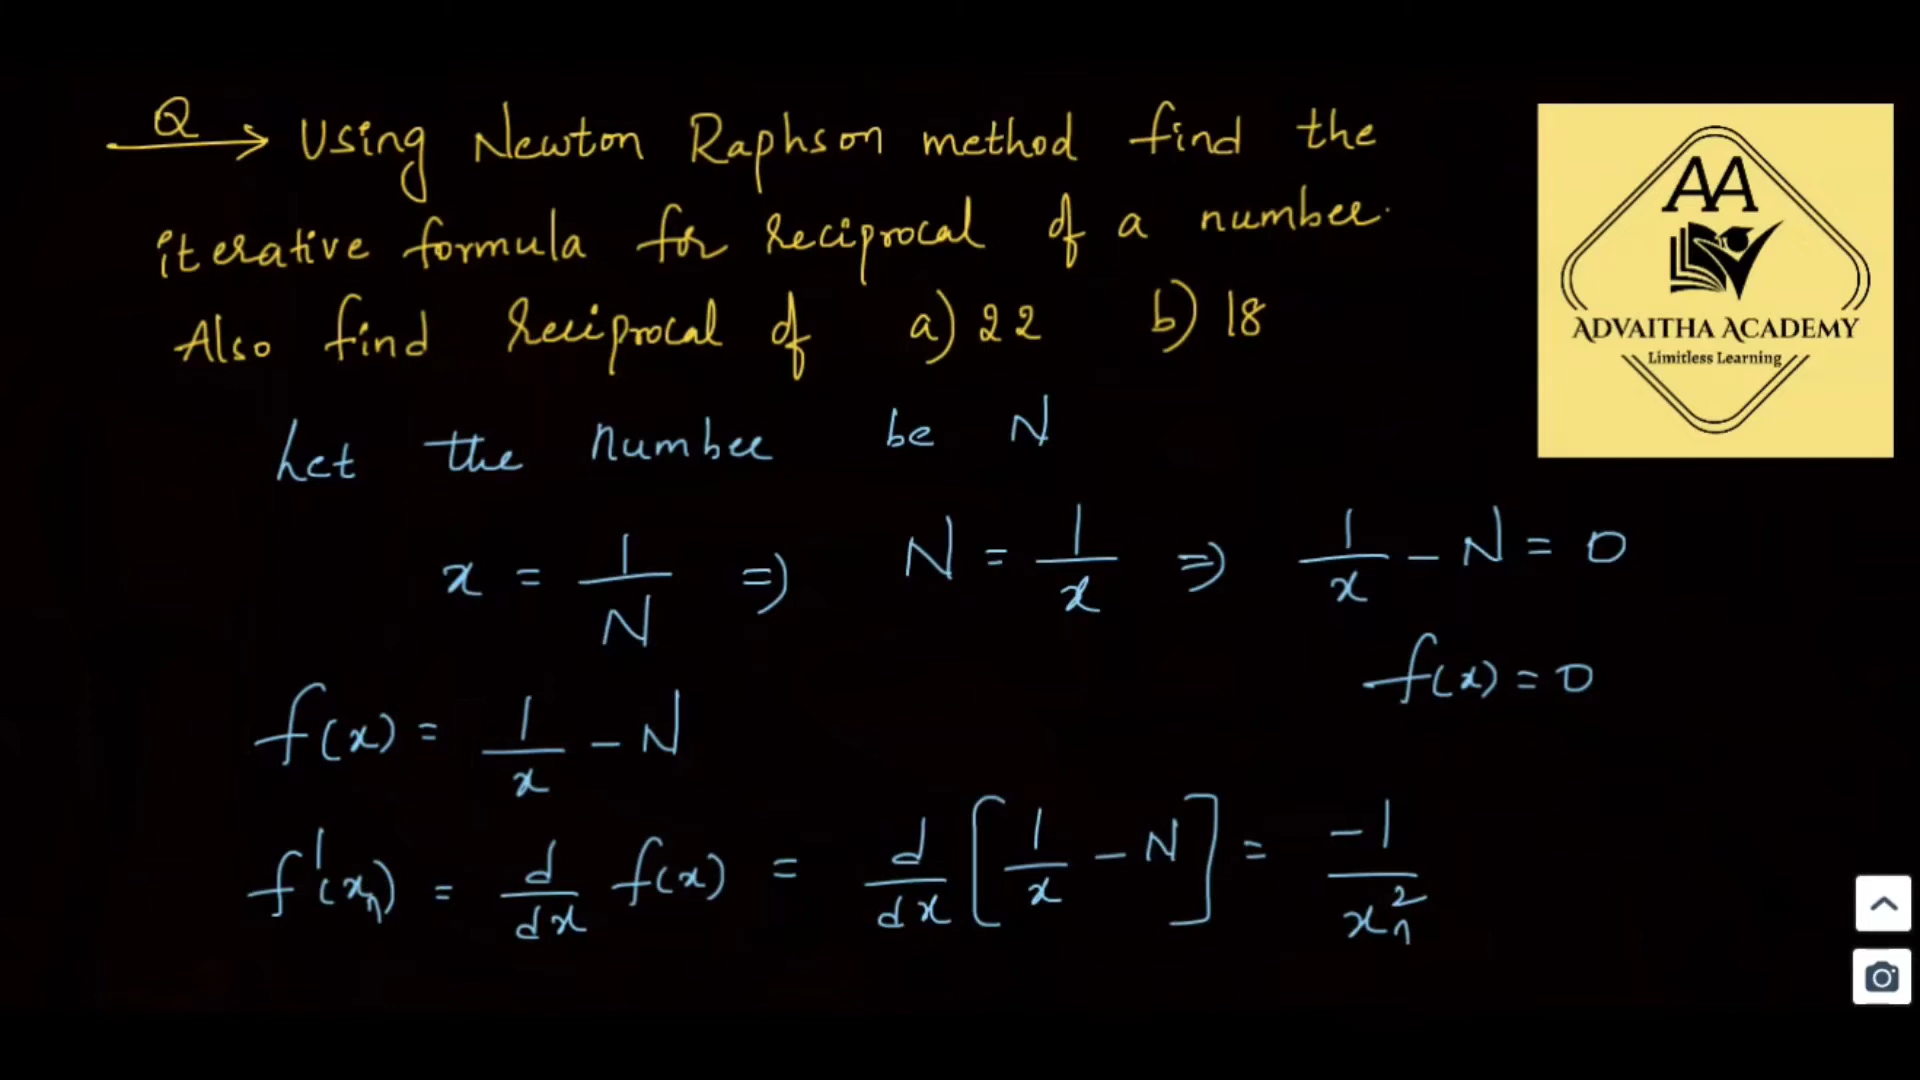 Q → Using Newton Raphson method find the
iterative formula for reciprocal of a number.
Also find reciprocal of a) 22 b) 18
Let the number be N
x = 1/N => N = 1/x => 1/x - N = 0
f(x) = 0
f(x) = 1/x - N
f'(xₙ) = d/dx f(x) = d/dx [1/x - N] = -1/xₙ²
AA
ADVAITHA ACADEMY
Limitless Learning